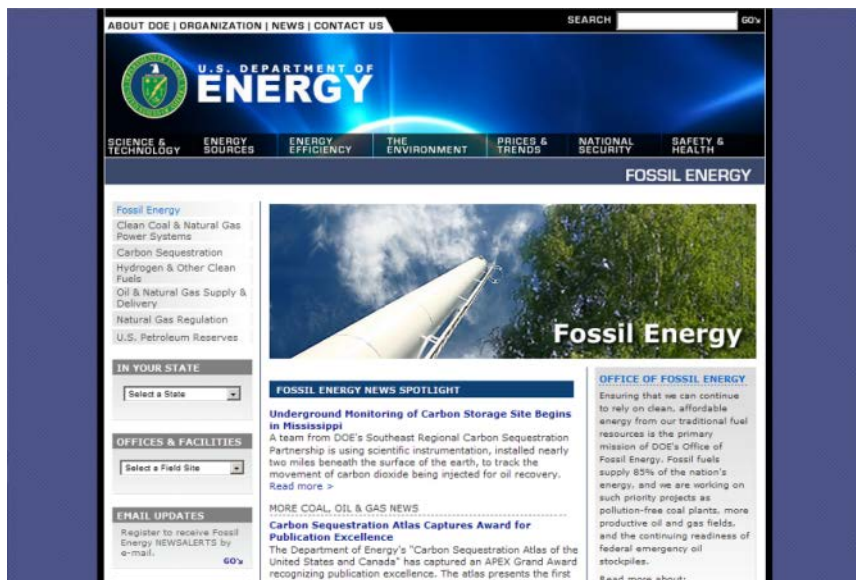 ABOUT DOE | ORGANIZATION | NEWS | CONTACT US
SEARCH
GO
U.S. DEPARTMENT OF
ENERGY
SCIENCE & TECHNOLOGY
ENERGY SOURCES
ENERGY EFFICIENCY
THE ENVIRONMENT
PRICES & TRENDS
NATIONAL SECURITY
SAFETY & HEALTH
FOSSIL ENERGY
Fossil Energy
Clean Coal & Natural Gas
Power Systems
Carbon Sequestration
Hydrogen & Other Clean
Fuels
Oil & Natural Gas Supply &
Delivery
Natural Gas Regulation
U.S. Petroleum Reserves
IN YOUR STATE
Select a State
OFFICES & FACILITIES
Select a Field Site
EMAIL UPDATES
Register to receive Fossil
Energy NEWSALERTS by
e-mail.
GO
Fossil Energy
FOSSIL ENERGY NEWS SPOTLIGHT
Underground Monitoring of Carbon Storage Site Begins
in Mississippi
A team from DOE's Southeast Regional Carbon Sequestration
Partnership is using scientific instrumentation, installed nearly
two miles beneath the surface of the earth, to track the
movement of carbon dioxide being injected for oil recovery.
Read more >
MORE COAL, OIL & GAS NEWS
Carbon Sequestration Atlas Captures Award for
Publication Excellence
The Department of Energy's "Carbon Sequestration Atlas of the
United States and Canada" has captured an APEX Grand Award
recognizing publication excellence. The atlas presents the first
OFFICE OF FOSSIL ENERGY
Ensuring that we can continue
to rely on clean, affordable
energy from our traditional fuel
resources is the primary
mission of DOE's Office of
Fossil Energy. Fossil fuels
supply 85% of the nation's
energy, and we are working on
such priority projects as
pollution-free coal plants, more
productive oil and gas fields,
and the continuing readiness of
federal emergency oil
stockpiles.
Read more about: